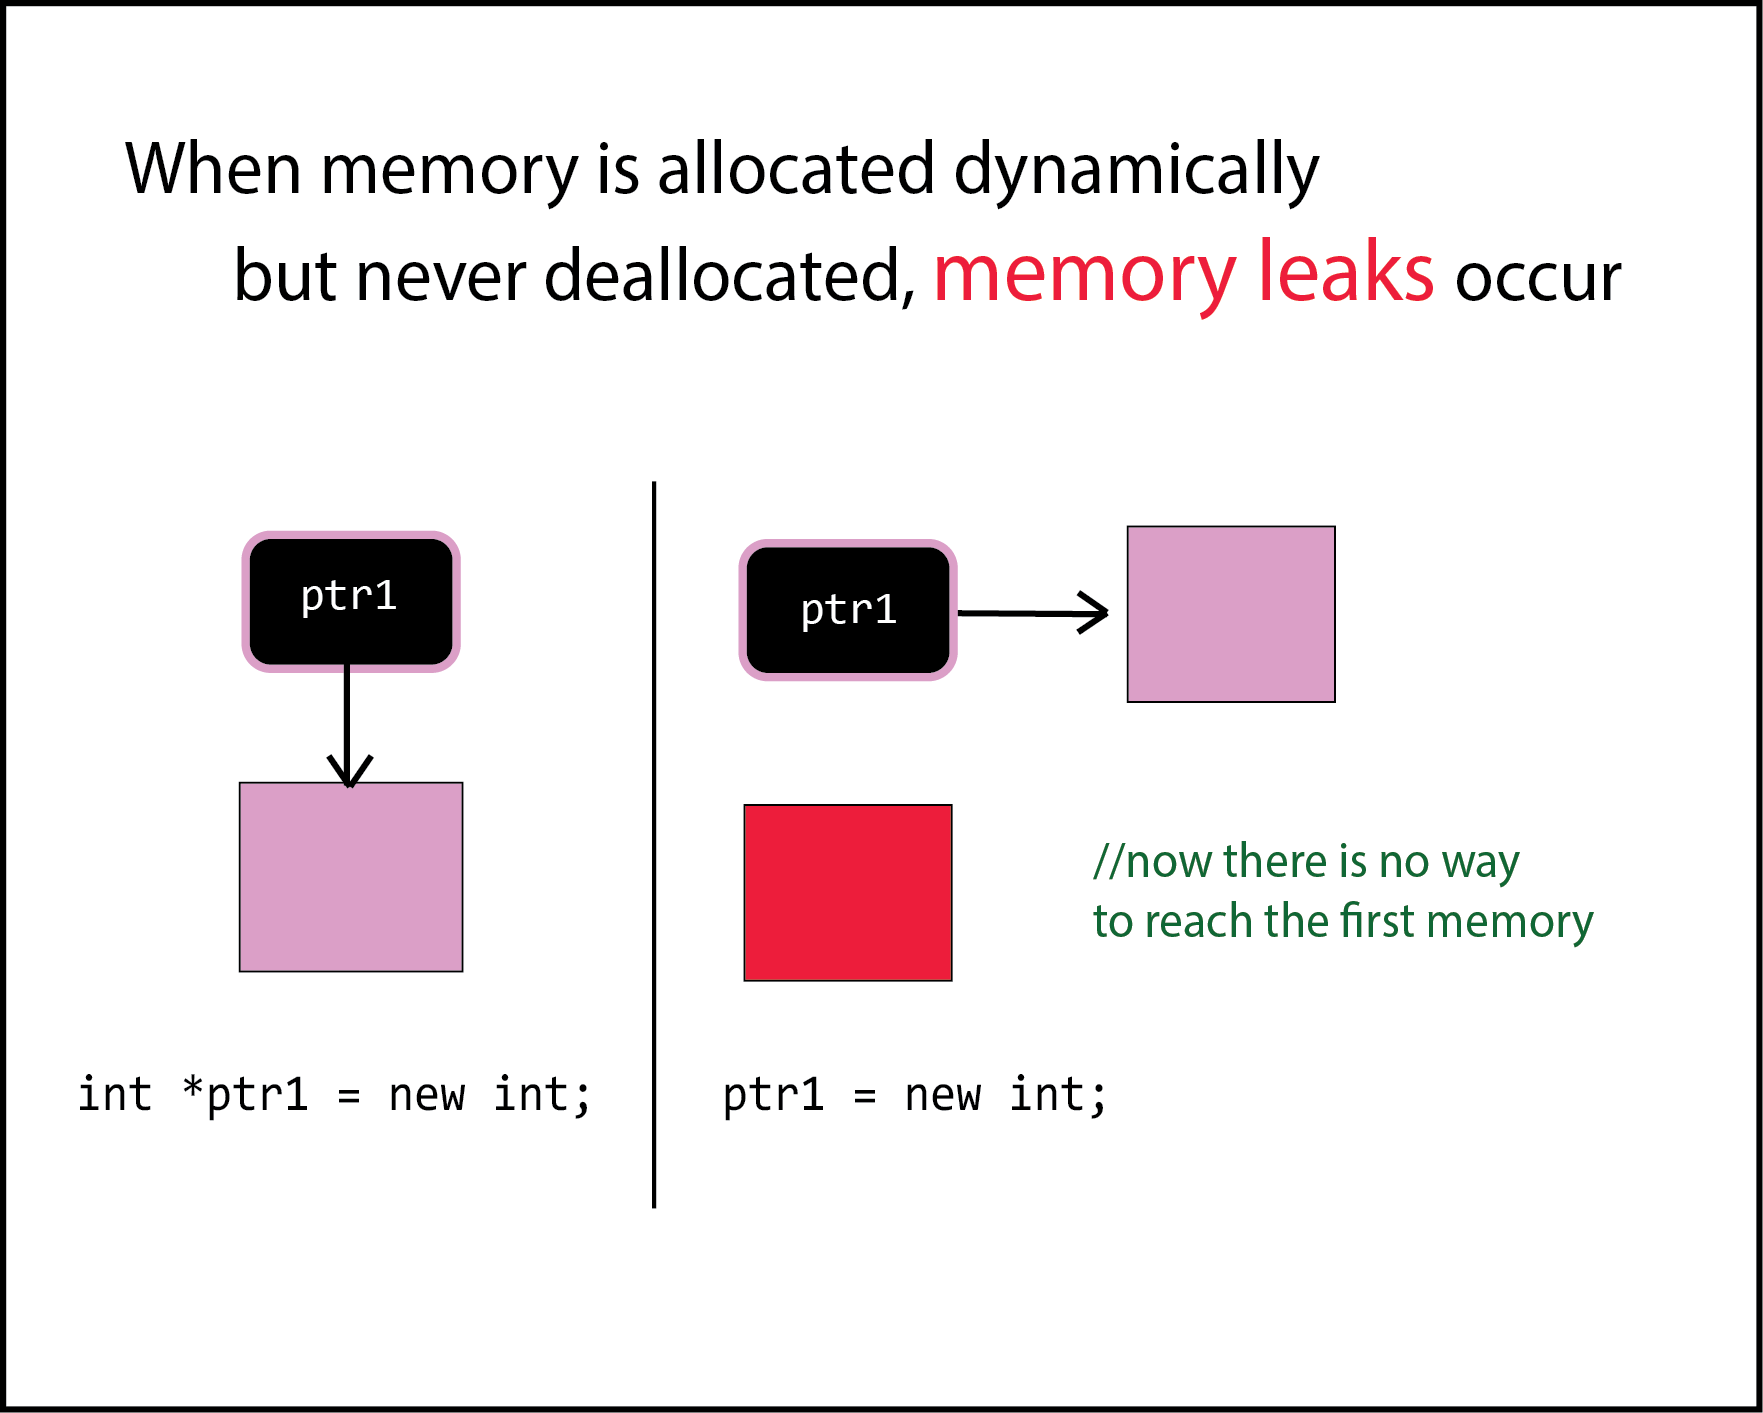 When memory is allocated dynamically
but never deallocated, memory leaks occur
ptr1
int *ptr1 = new int;
ptr1
//now there is no way
to reach the first memory
ptr1 = new int;